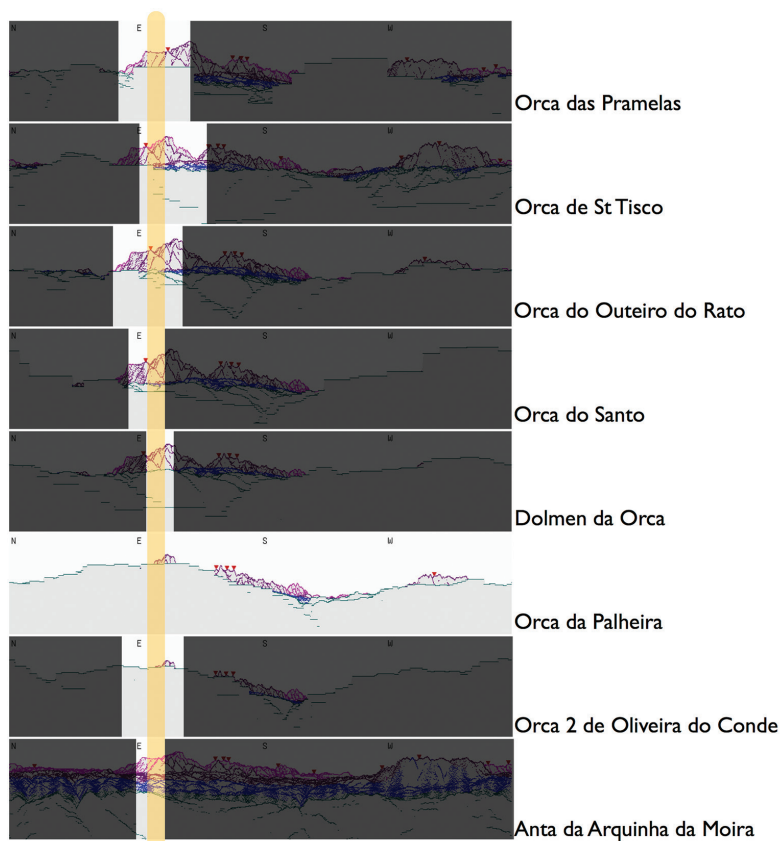 N E S W
Orca das Pramelas
N E S W
Orca de St Tisco
N E S W
Orca do Outeiro do Rato
N E S W
Orca do Santo
N E S W
Dolmen da Orca
N E S W
Orca da Palheira
N E S W
Orca 2 de Oliveira do Conde
N E S W
Anta da Arquinha da Moira